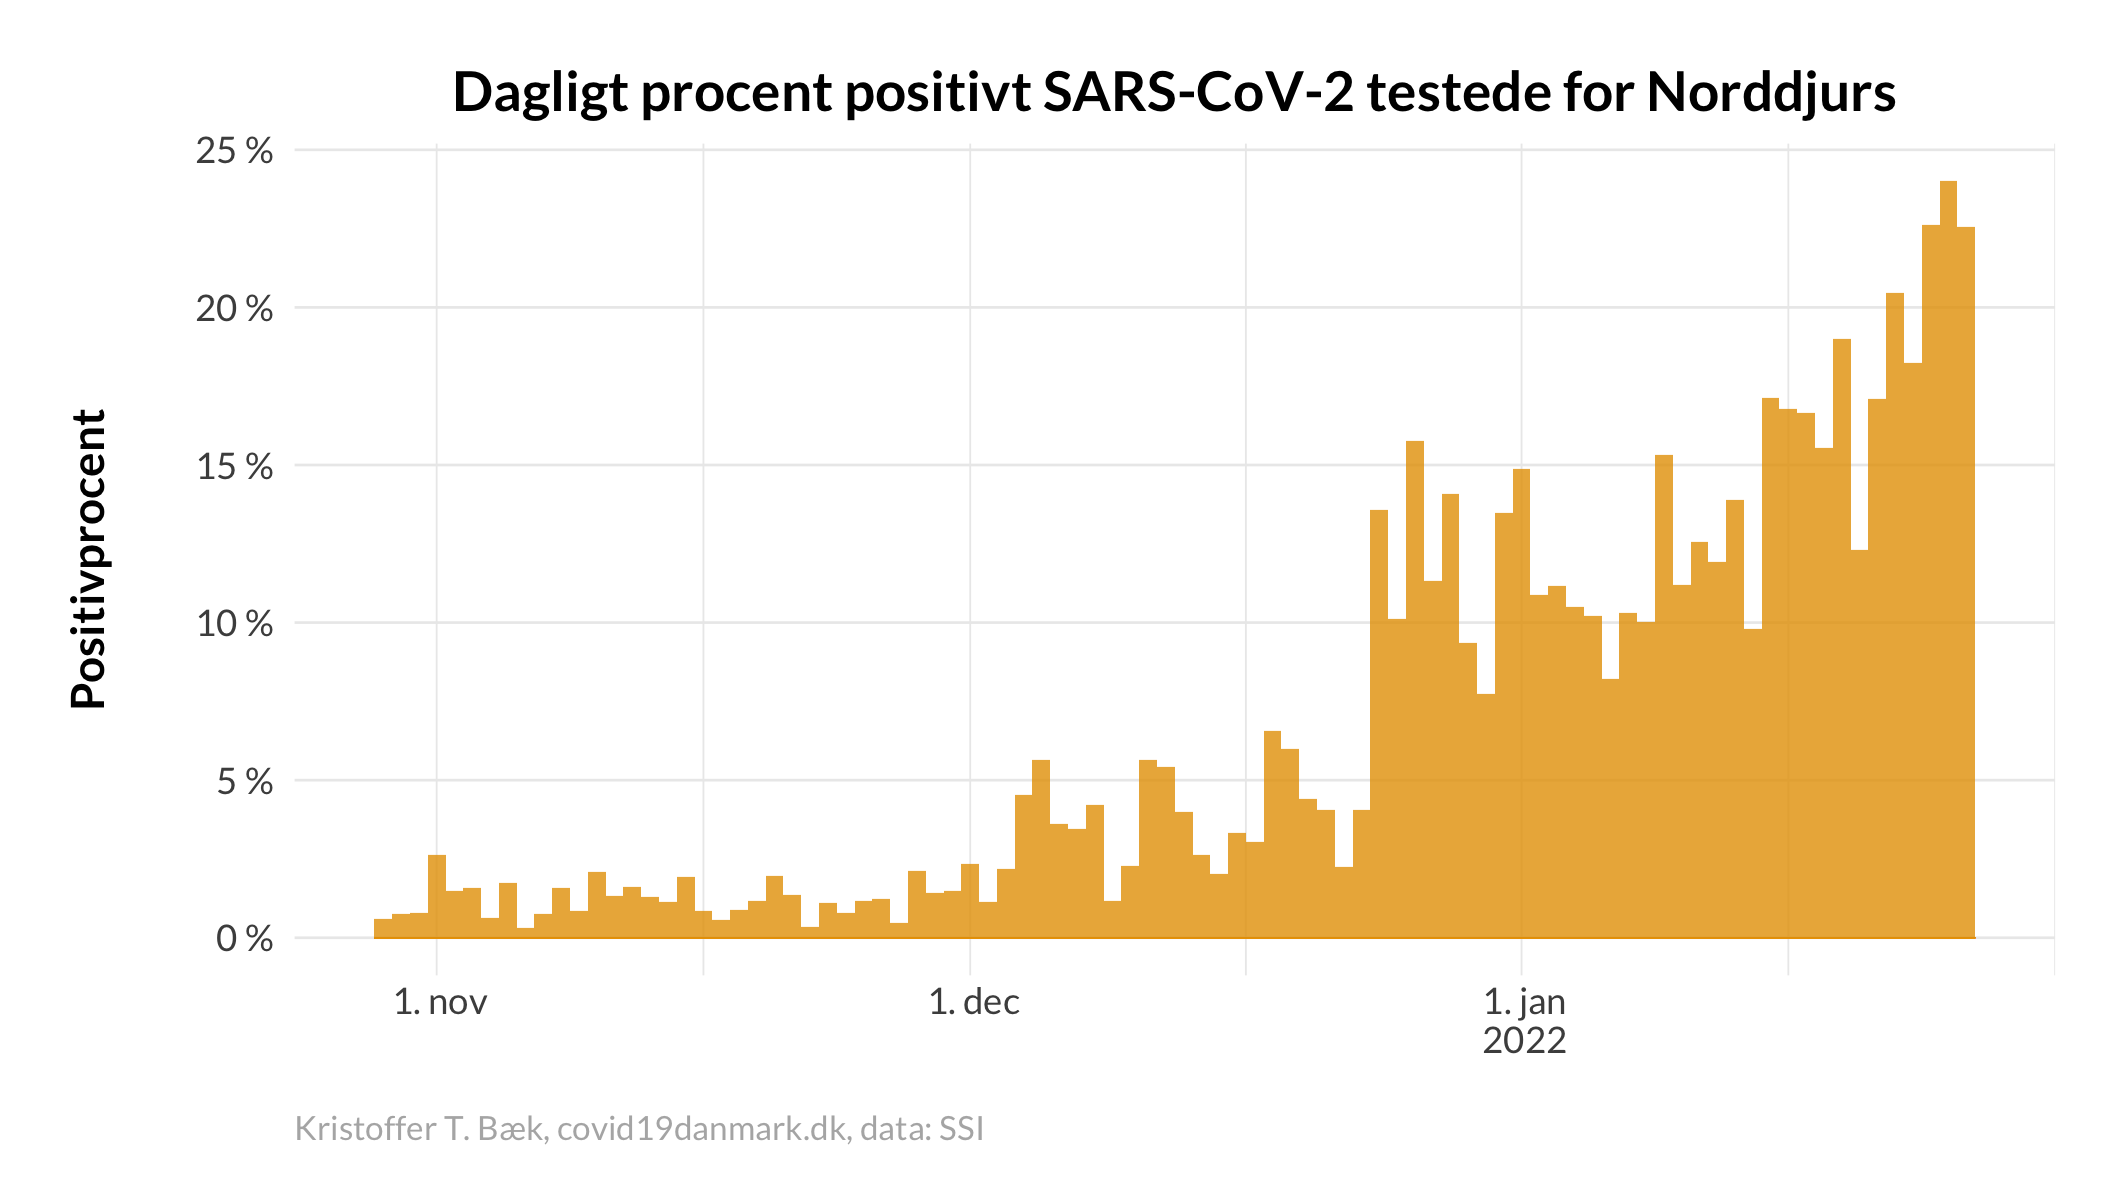 Dagligt procent positivt SARS-CoV-2 testede for Norddjurs
Positivprocent
25 %
20 %
15 %
10 %
5 %
0 %
1. nov
1. dec
1. jan
2022
Kristoffer T. Bæk, covid19danmark.dk, data: SSI